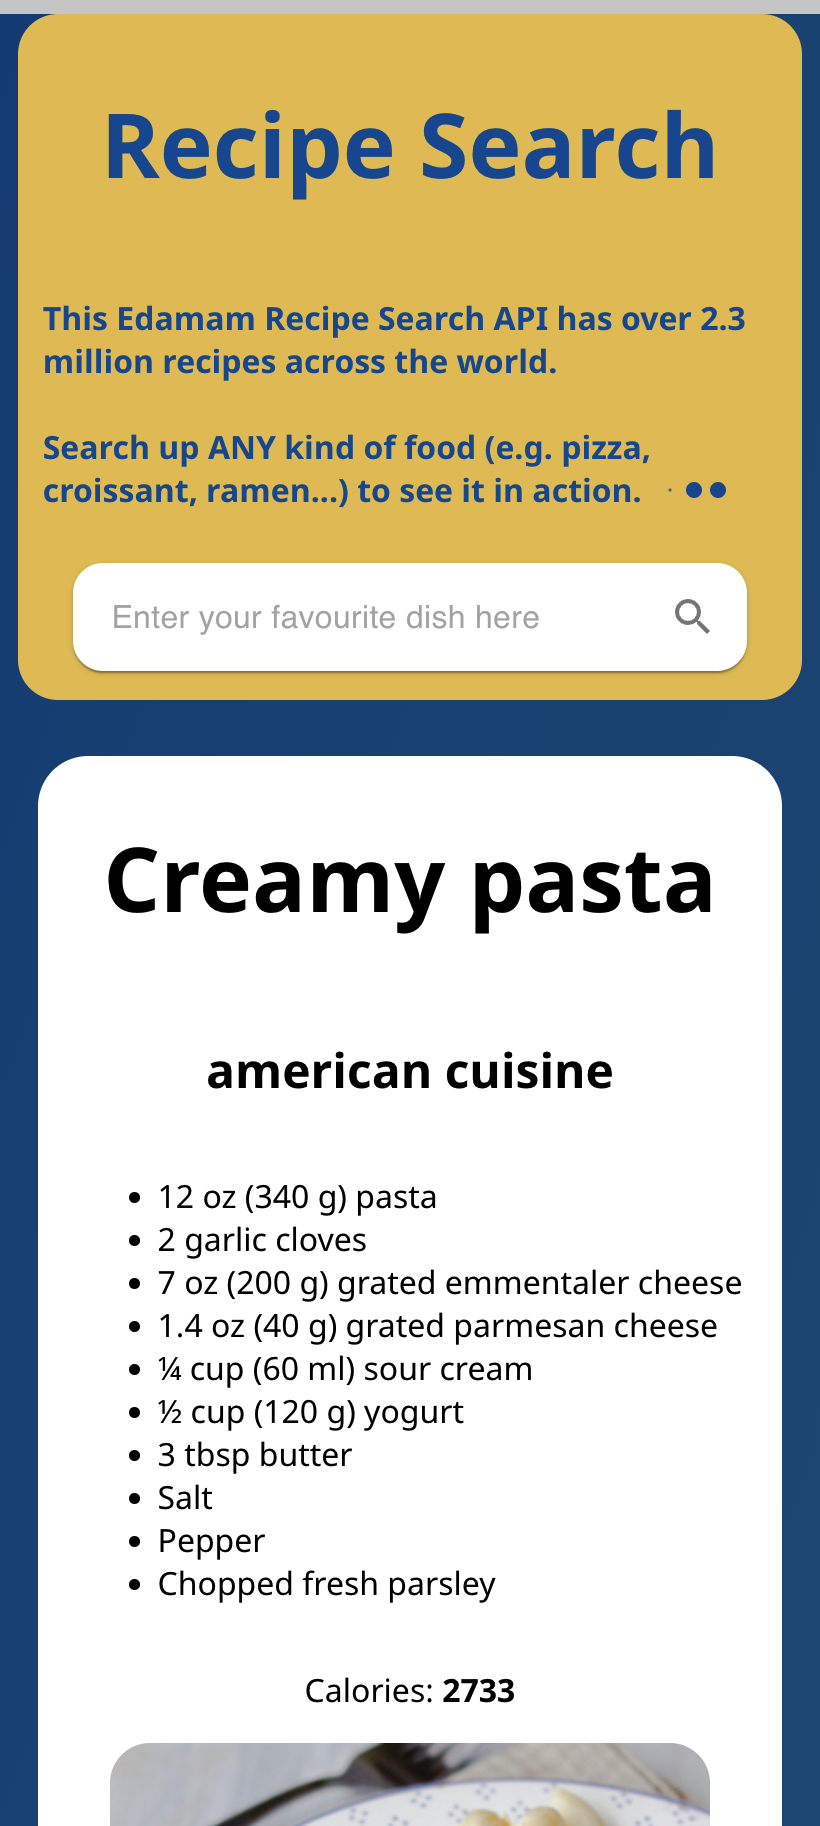 Recipe Search
This Edamam Recipe Search API has over 2.3
million recipes across the world.
Search up ANY kind of food (e.g. pizza,
croissant, ramen...) to see it in action.
Enter your favourite dish here
Creamy pasta
american cuisine
12 oz (340 g) pasta
2 garlic cloves
7 oz (200 g) grated emmentaler cheese
1.4 oz (40 g) grated parmesan cheese
¼ cup (60 ml) sour cream
½ cup (120 g) yogurt
3 tbsp butter
Salt
Pepper
Chopped fresh parsley
Calories: 2733